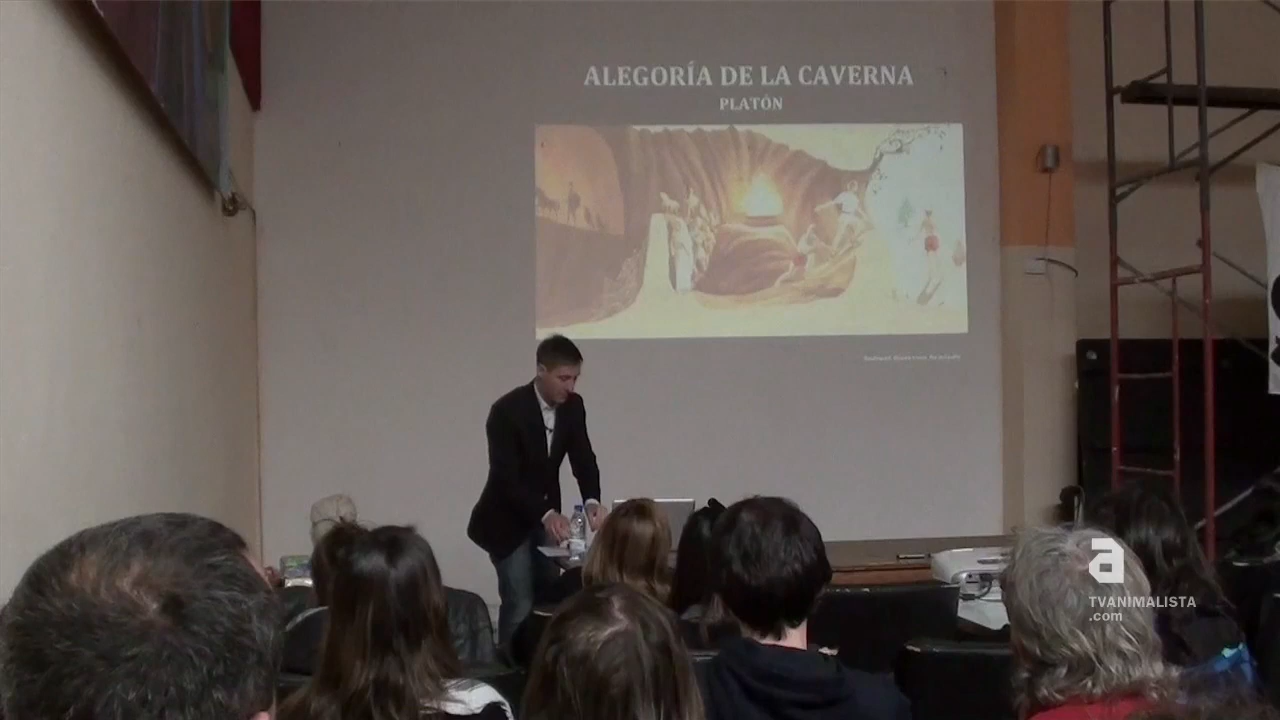 ALEGORÍA DE LA CAVERNA
PLATÓN
a
TVANIMALISTA
.com